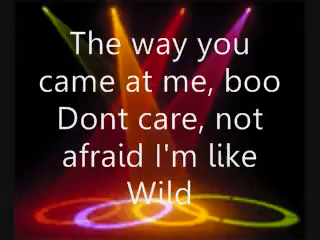 The way you
came at me, boo
Dont care, not
afraid I'm like
Wild